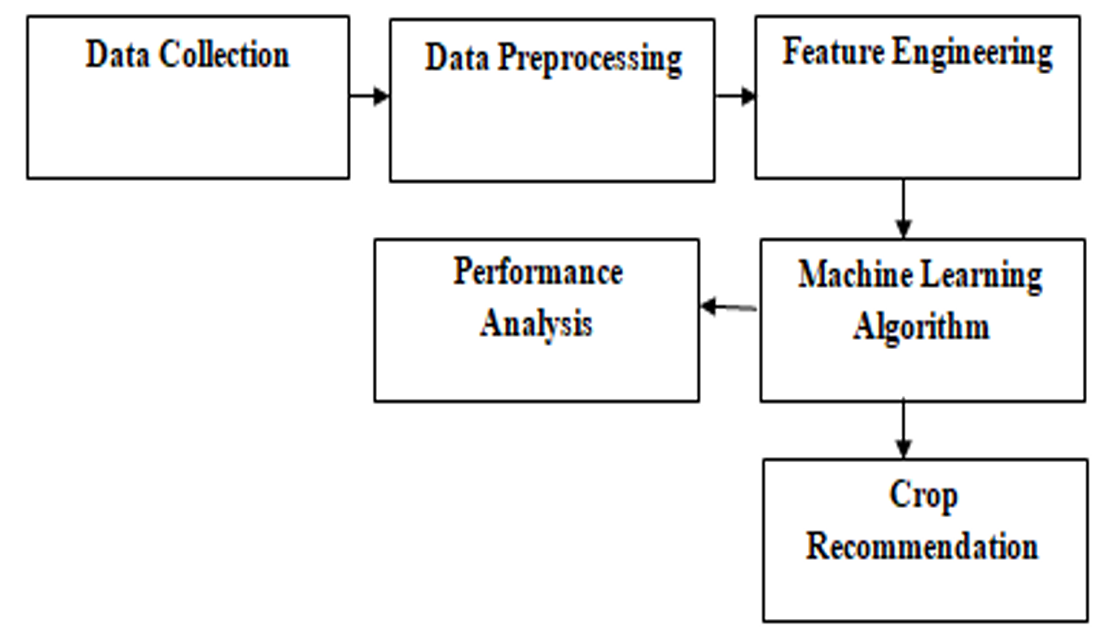 Data Collection
Data Preprocessing
Feature Engineering
Performance
Analysis
Machine Learning
Algorithm
Crop
Recommendation